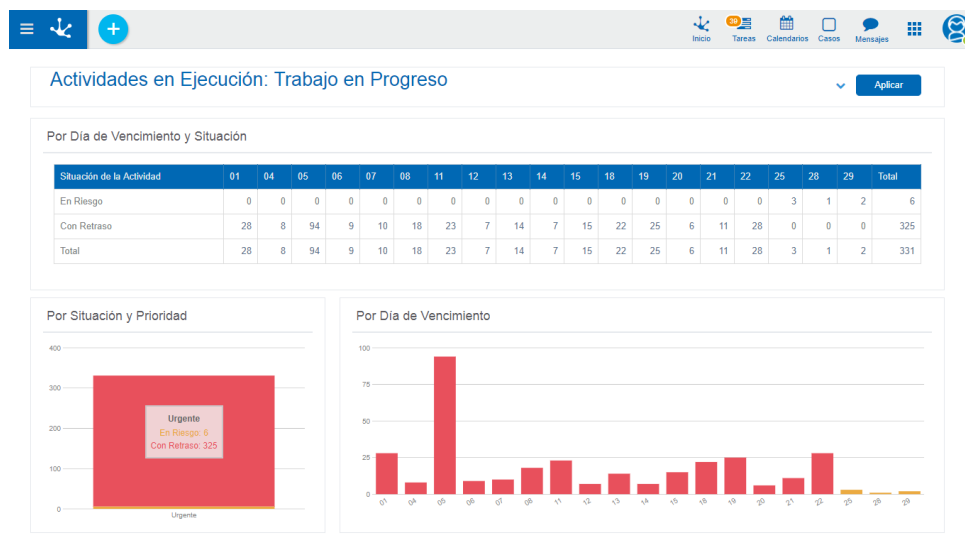 Inicio
39
Tareas
Calendarios
Casos
Mensajes
Actividades en Ejecución: Trabajo en Progreso
Aplicar
Por Día de Vencimiento y Situación
Situación de la Actividad 01 04 05 06 07 08 11 12 13 14 15 18 19 20 21 22 25 28 29 Total
En Riesgo 0 0 0 0 0 0 0 0 0 0 0 0 0 0 0 0 3 1 2 6
Con Retraso 28 8 94 9 10 18 23 7 14 7 15 22 25 6 11 28 0 0 0 325
Total 28 8 94 9 10 18 23 7 14 7 15 22 25 6 11 28 3 1 2 331
Por Situación y Prioridad
400
300
200
100
0
Urgente
En Riesgo: 6
Con Retraso: 325
Urgente
Por Día de Vencimiento
100
75
50
25
0
01 04 05 06 07 08 11 12 13 14 15 18 19 20 21 22 25 28 29